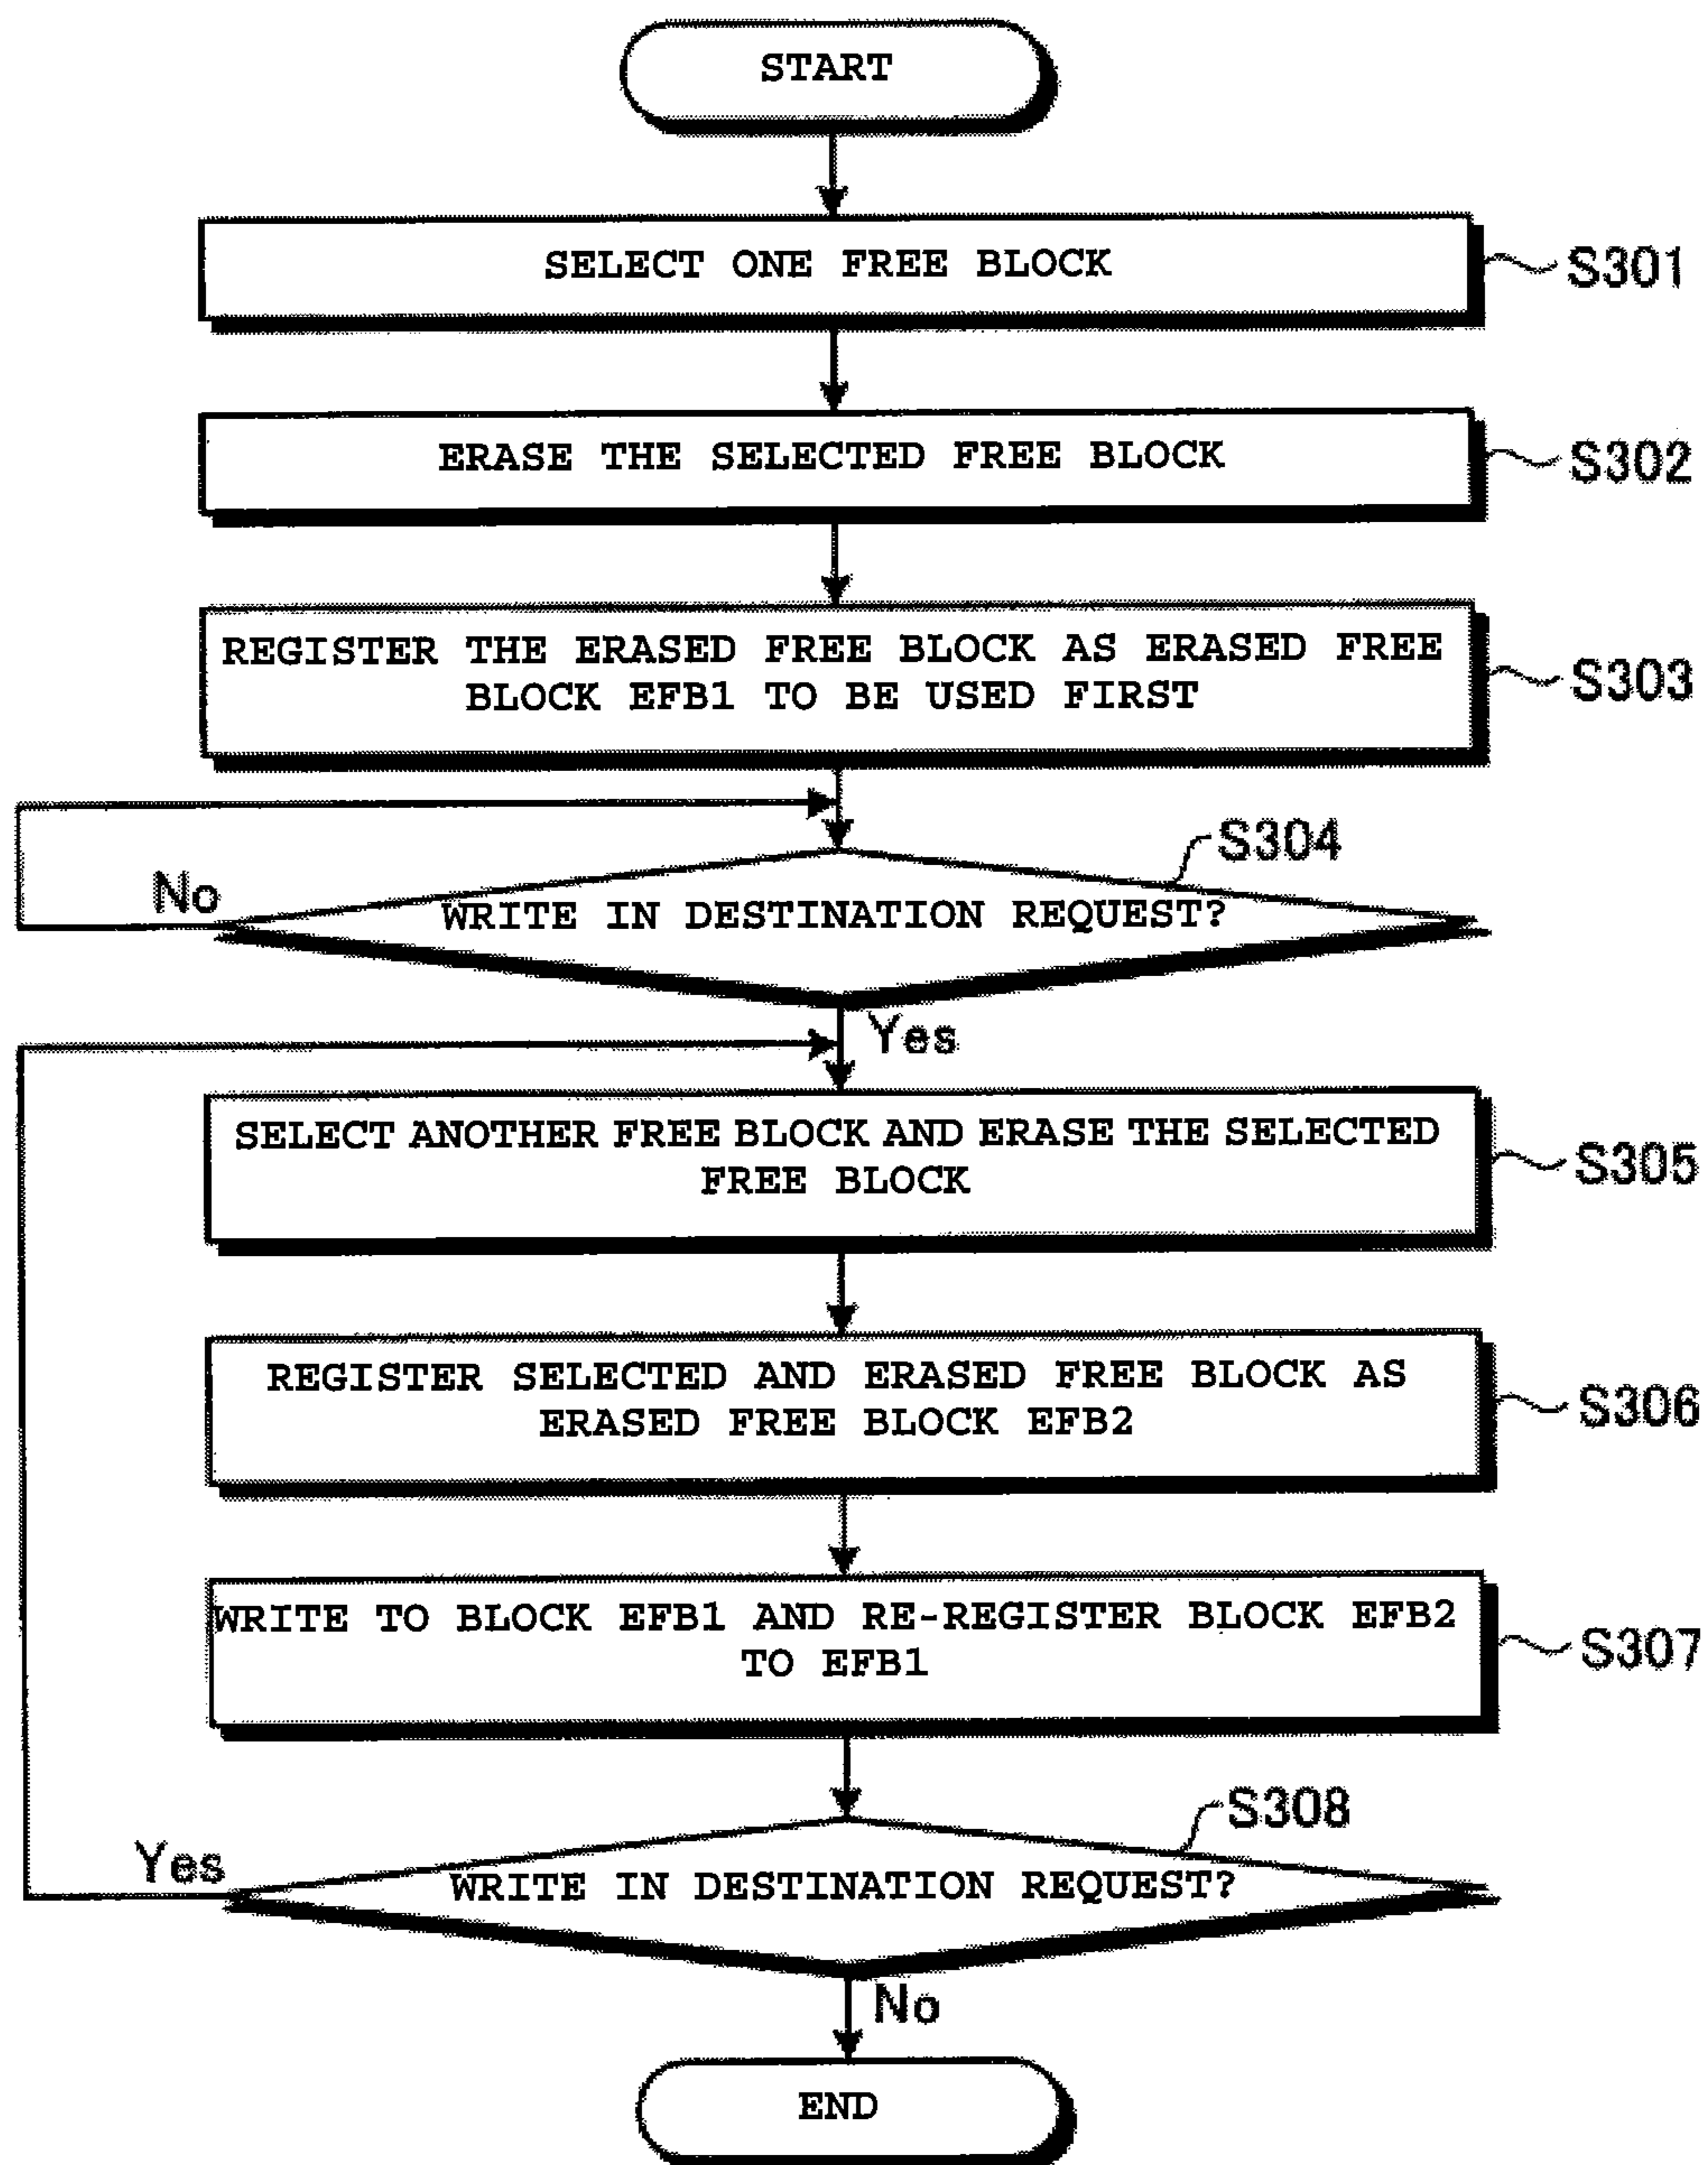 START
SELECT ONE FREE BLOCK
S301
ERASE THE SELECTED FREE BLOCK
S302
REGISTER THE ERASED FREE BLOCK AS ERASED FREE
BLOCK EFB1 TO BE USED FIRST
S303
S304
No
WRITE IN DESTINATION REQUEST?
Yes
SELECT ANOTHER FREE BLOCK AND ERASE THE SELECTED
FREE BLOCK
S305
REGISTER SELECTED AND ERASED FREE BLOCK AS
ERASED FREE BLOCK EFB2
S306
WRITE TO BLOCK EFB1 AND RE-REGISTER BLOCK EFB2
TO EFB1
S307
S308
Yes
WRITE IN DESTINATION REQUEST?
No
END